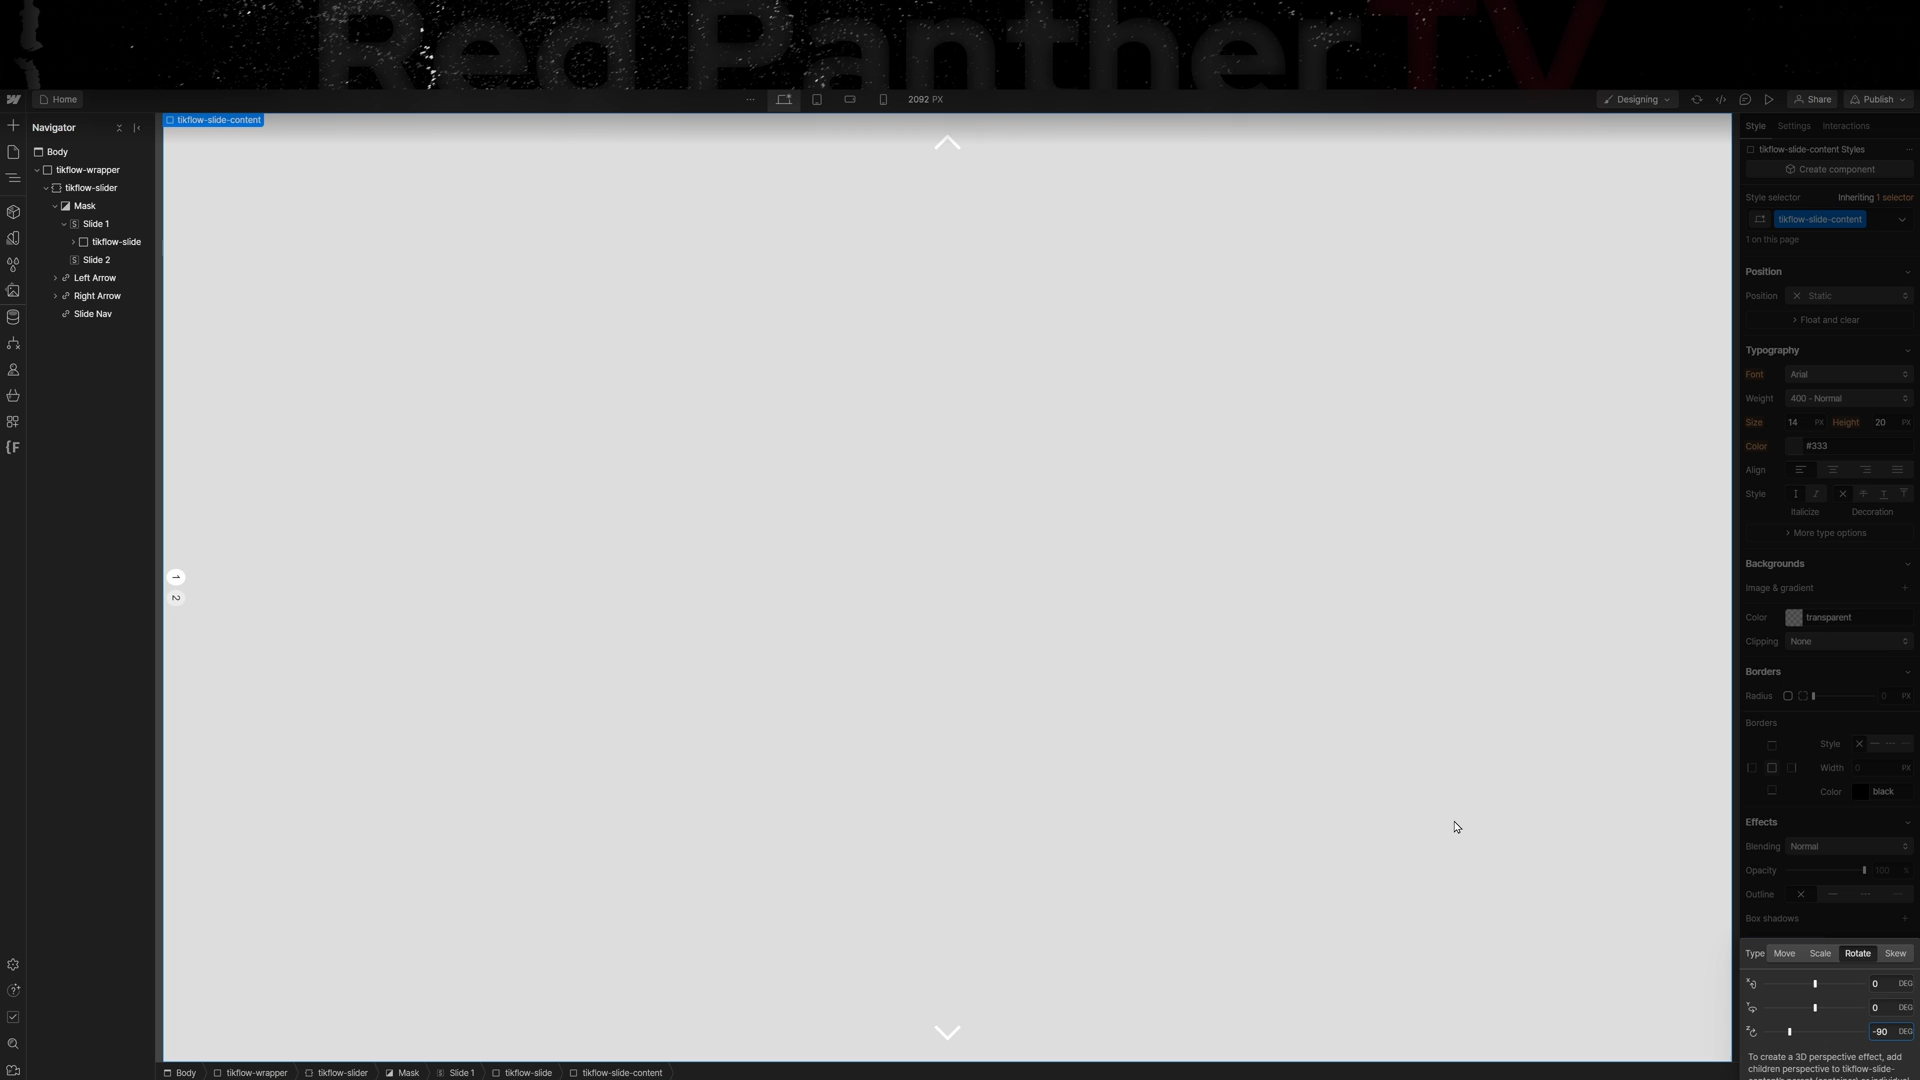 Red PantherTV
Home
2092 PX
Designing
Share
Publish
Navigator
Body
tikflow-wrapper
tikflow-slider
Mask
Slide 1
tikflow-slide
Slide 2
Left Arrow
Right Arrow
Slide Nav
tikflow-slide-content
1
2
Style Settings Interactions
tikflow-slide-content Styles
Create component
Style selector Inheriting 1 selector
tikflow-slide-content
1 on this page
Position
Position Static
Float and clear
Typography
Font Arial
Weight 400 - Normal
Size 14 PX Height 20 PX
Color #333
Align
Style
Italicize Decoration
More type options
Backgrounds
Image & gradient
Color transparent
Clipping None
Borders
Radius 0 PX
Borders
Style
Width 0 PX
Color black
Effects
Blending Normal
Opacity 100 %
Outline
Box shadows
Type Move Scale Rotate Skew
X 0 DEG
Y 0 DEG
Z -90 DEG
To create a 3D perspective effect, add
children perspective to tikflow-slide-
Body tikflow-wrapper tikflow-slider Mask Slide 1 tikflow-slide tikflow-slide-content